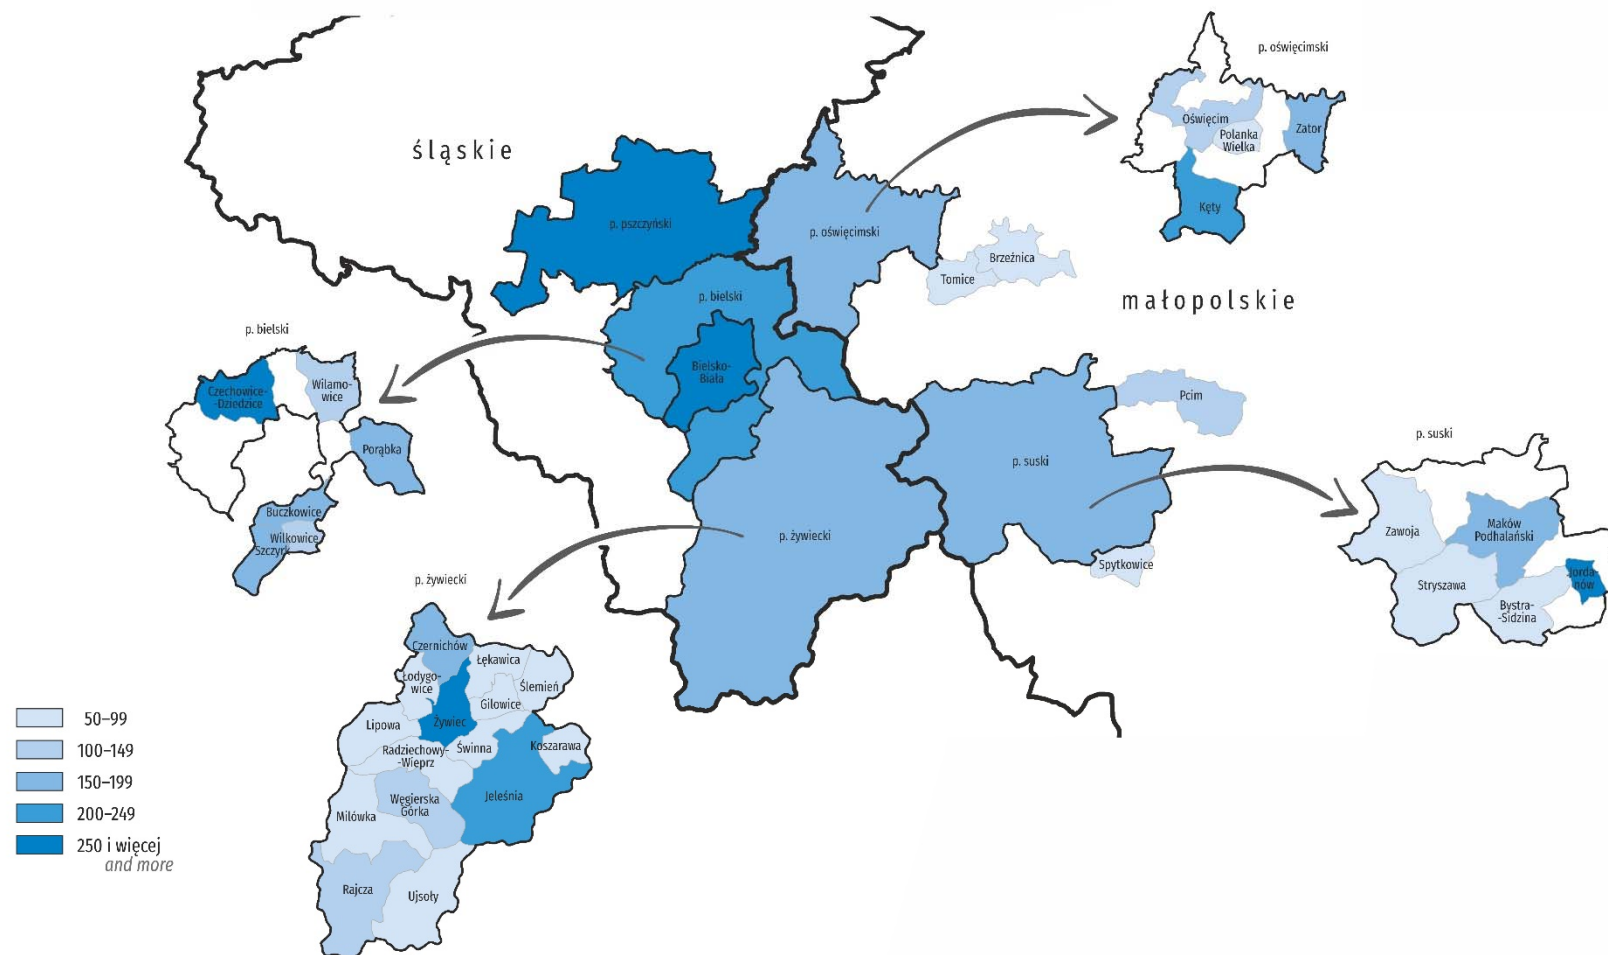 p. oświęcimski
Oświęcim
Polanka
Wielka
Zator
Kęty
śląskie
p. pszczyński
p. oświęcimski
Brzeźnica
Tomice
małopolskie
p. bielski
Bielsko-
Biała
p. bielski
Czechowice-
-Dziedzice
Wilamo-
wice
Porąbka
Buczkowice
Wilkowice
Szczyrk
Pcim
p. suski
Spytkowice
p. żywiecki
p. suski
Zawoja
Maków
Podhalański
Stryszawa
Jorda-
nów
Bystra-
-Sidzina
p. żywiecki
Czernichów
Łękawica
Łodygo-
wice
Ślemień
Gilowice
Lipowa
Żywiec
Radziechowy-
-Wieprz
Świnna
Koszarawa
Jeleśnia
Węgierska
Górka
Milówka
Rajcza
Ujsoły
50–99
100–149
150–199
200–249
250 i więcej
and more